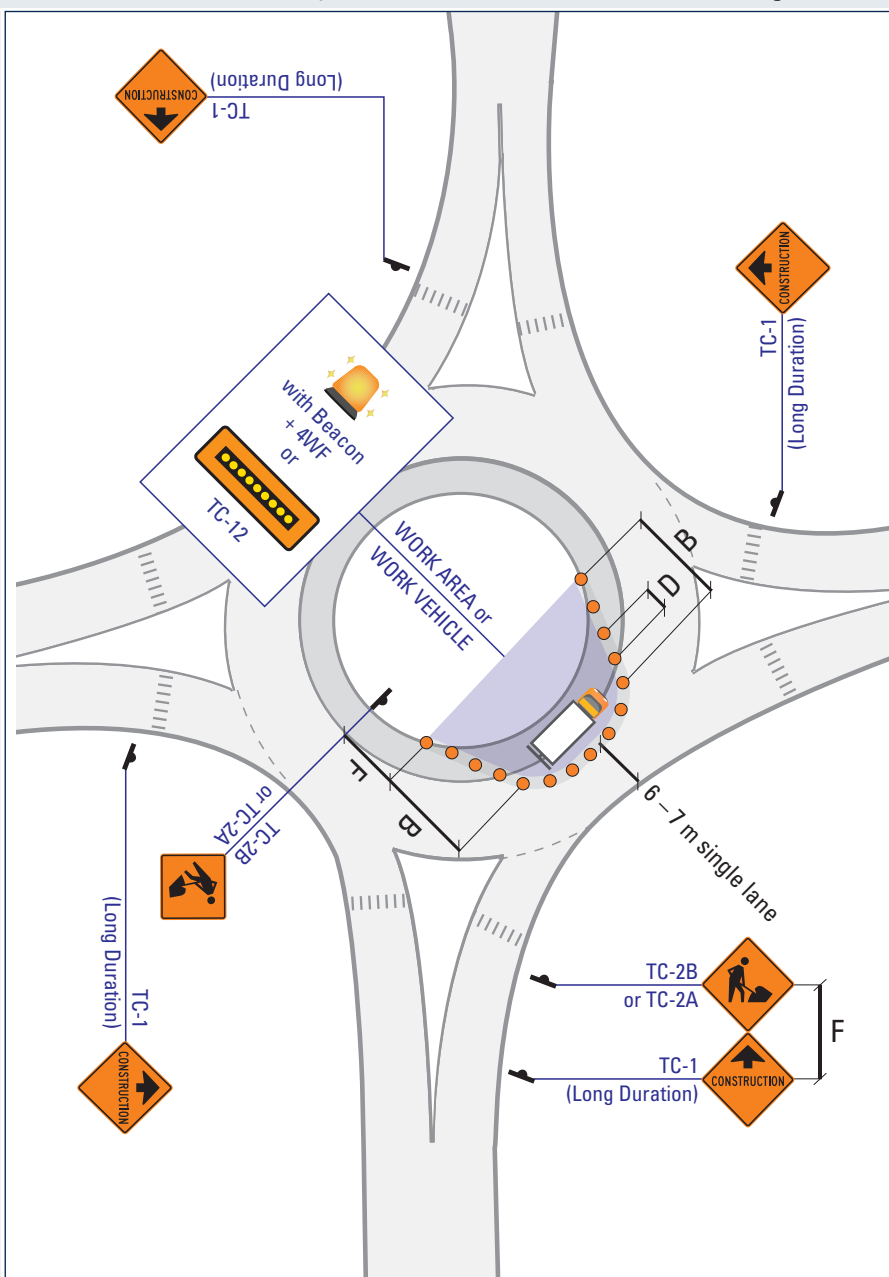 CONSTRUCTION
TC-1
(Long Duration)
CONSTRUCTION
TC-1
(Long Duration)
with Beacon
+ 4WF
or
TC-12
WORK AREA or
WORK VEHICLE
B
D
F
B
6 – 7 m single lane
TC-2B
or TC-2A
TC-1
(Long Duration)
CONSTRUCTION
TC-2B
or TC-2A
TC-1
(Long Duration)
CONSTRUCTION
F